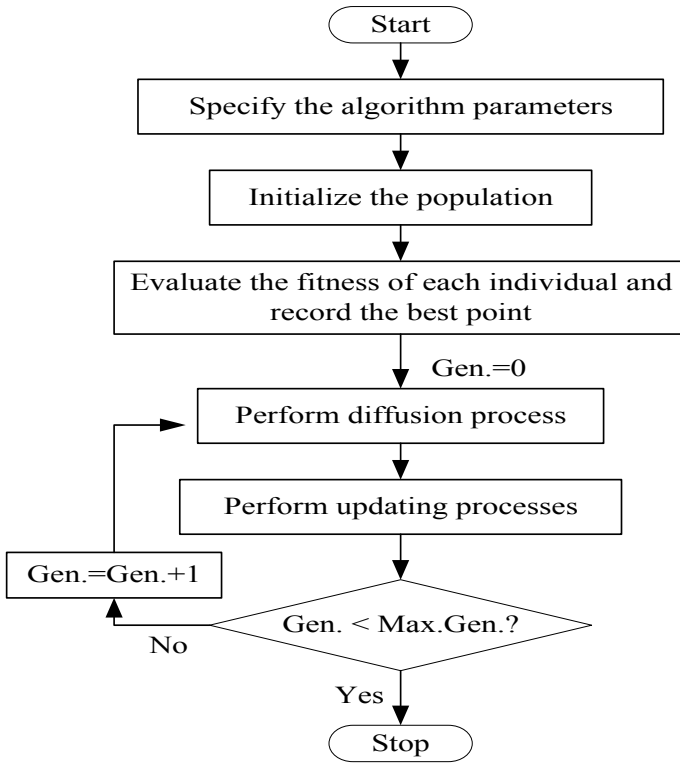 Start
Specify the algorithm parameters
Initialize the population
Evaluate the fitness of each individual and
record the best point
Gen.=0
Perform diffusion process
Perform updating processes
Gen.=Gen.+1
Gen. < Max.Gen.?
No
Yes
Stop